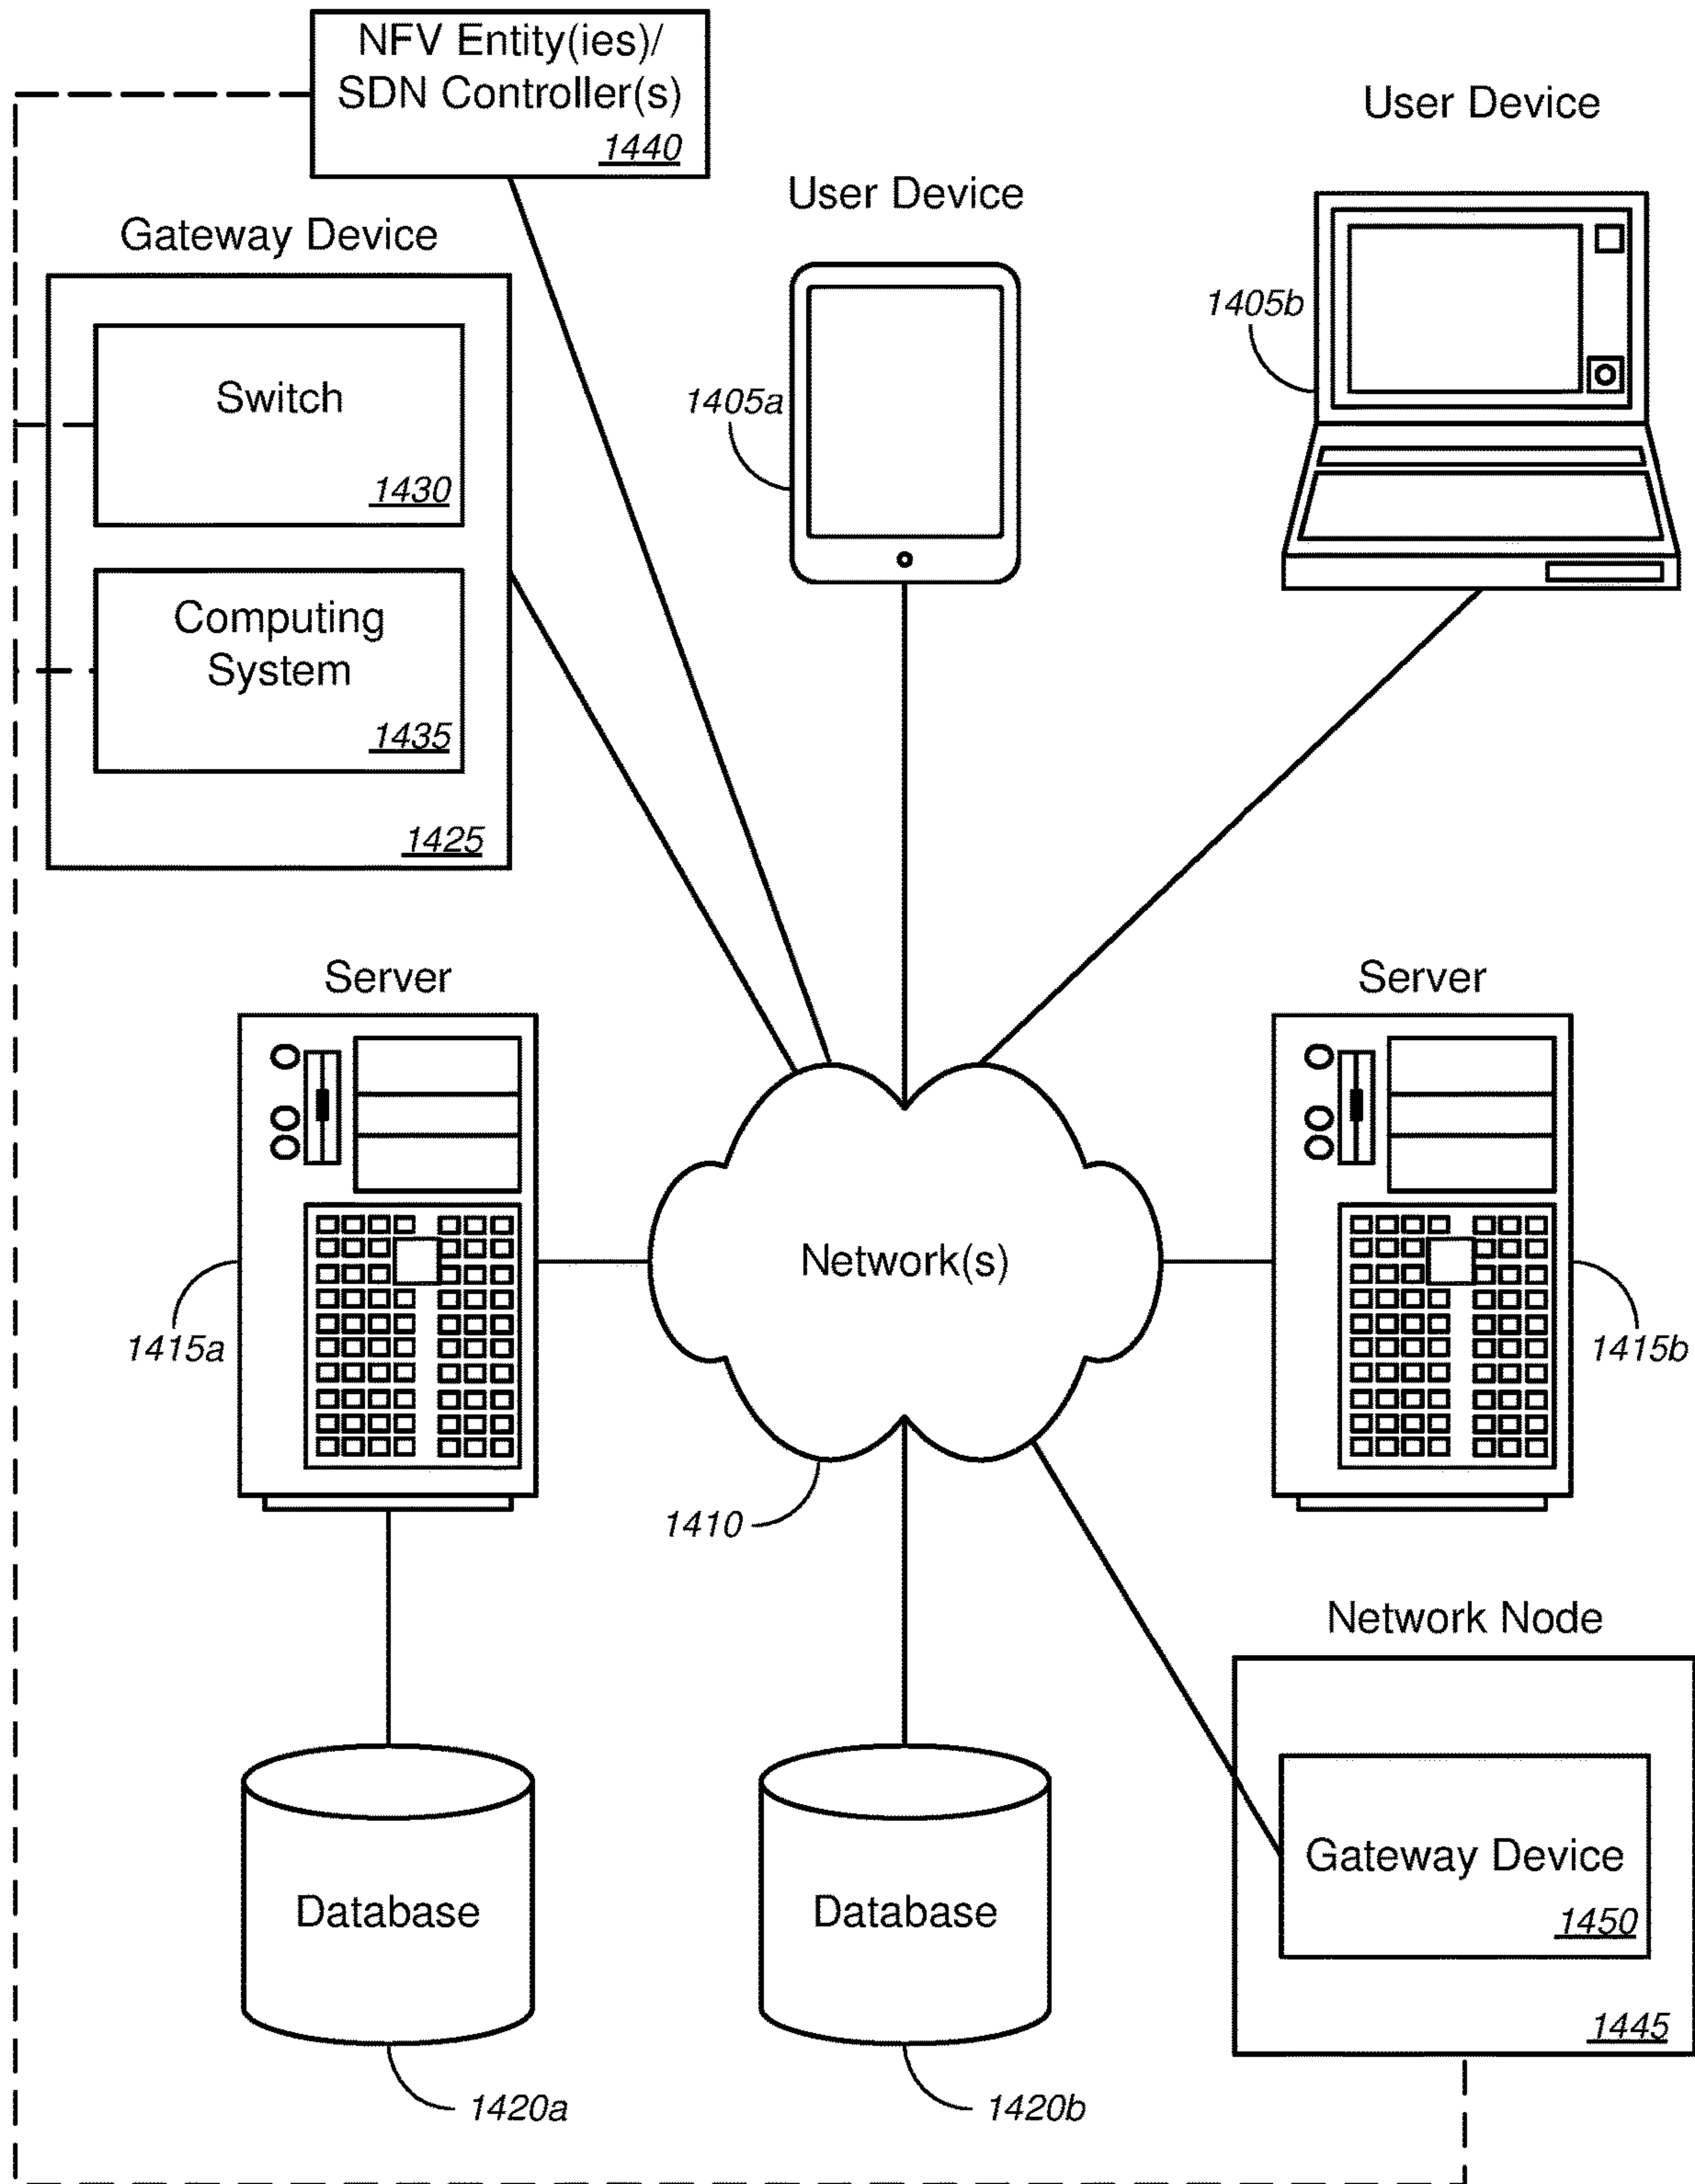 NFV Entity(ies)/
SDN Controller(s)
1440
User Device
User Device
Gateway Device
1405b
Switch
1405a
1430
Computing
System
1435
1425
Server
Server
Network(s)
1415a
1415b
1410
Network Node
Gateway Device
Database
Database
1450
1445
1420a
1420b